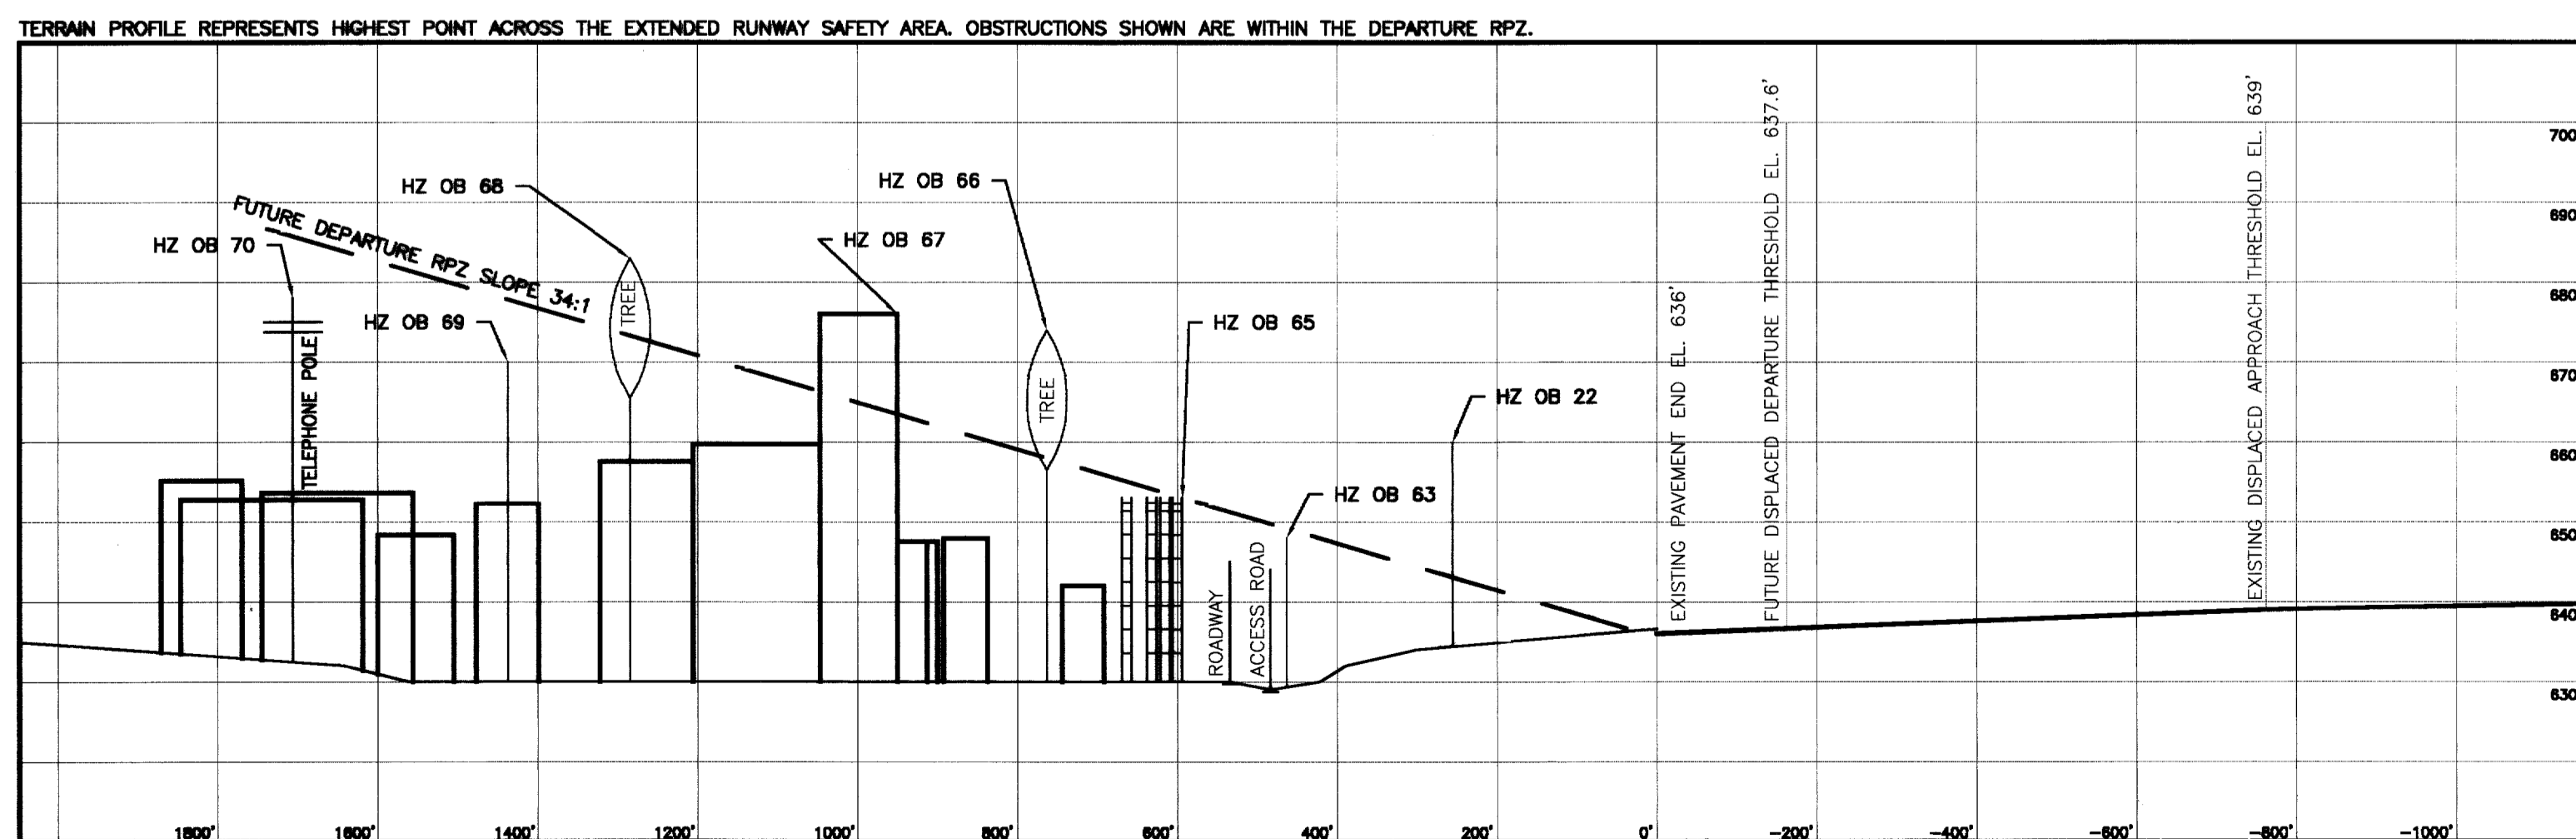 TERRAIN PROFILE REPRESENTS HIGHEST POINT ACROSS THE EXTENDED RUNWAY SAFETY AREA. OBSTRUCTIONS SHOWN ARE WITHIN THE DEPARTURE RPZ.
HZ OB 68
HZ OB 66
FUTURE DEPARTURE RPZ SLOPE 34:1
HZ OB 70
HZ OB 67
HZ OB 69
HZ OB 65
HZ OB 22
HZ OB 63
TREE
TREE
TELEPHONE POLE
ROADWAY
ACCESS ROAD
EXISTING PAVEMENT END EL. 636'
FUTURE DISPLACED DEPARTURE THRESHOLD EL. 637.6'
EXISTING DISPLACED APPROACH THRESHOLD EL. 639'
700
690
680
670
660
650
640
630
1800' 1600' 1400' 1200' 1000' 800' 600' 400' 200' 0' -200' -400' -600' -800' -1000'